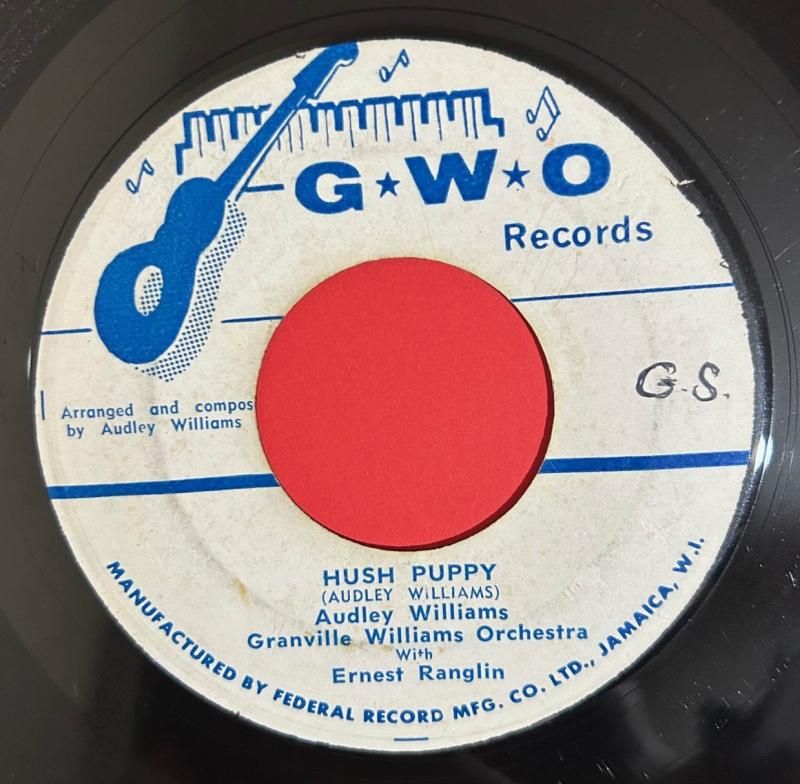 G★W★O
Records
G.S.
Arranged and compos
by Audley Williams
HUSH PUPPY
(AUDLEY WILLIAMS)
Audley Williams
Granville Williams Orchestra
With
Ernest Ranglin
MANUFACTURED BY FEDERAL RECORD MFG. CO. LTD., JAMAICA, W.I.